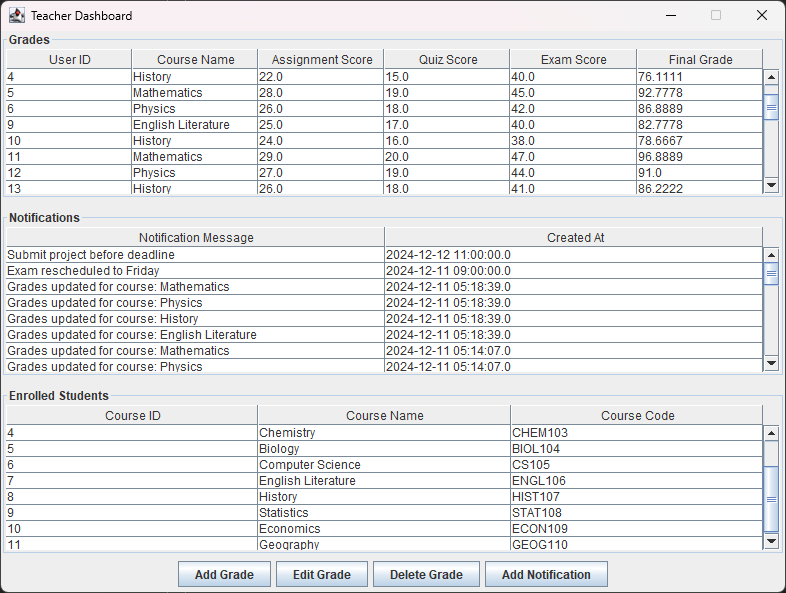 Teacher Dashboard
Grades
User ID Course Name Assignment Score Quiz Score Exam Score Final Grade
4 History 22.0 15.0 40.0 76.1111
5 Mathematics 28.0 19.0 45.0 92.7778
6 Physics 26.0 18.0 42.0 86.8889
9 English Literature 25.0 17.0 40.0 82.7778
10 History 24.0 16.0 38.0 78.6667
11 Mathematics 29.0 20.0 47.0 96.8889
12 Physics 27.0 19.0 44.0 91.0
13 History 26.0 18.0 41.0 86.2222
Notifications
Notification Message Created At
Submit project before deadline 2024-12-12 11:00:00.0
Exam rescheduled to Friday 2024-12-11 09:00:00.0
Grades updated for course: Mathematics 2024-12-11 05:18:39.0
Grades updated for course: Physics 2024-12-11 05:18:39.0
Grades updated for course: History 2024-12-11 05:18:39.0
Grades updated for course: English Literature 2024-12-11 05:18:39.0
Grades updated for course: Mathematics 2024-12-11 05:14:07.0
Grades updated for course: Physics 2024-12-11 05:14:07.0
Enrolled Students
Course ID Course Name Course Code
4 Chemistry CHEM103
5 Biology BIOL104
6 Computer Science CS105
7 English Literature ENGL106
8 History HIST107
9 Statistics STAT108
10 Economics ECON109
11 Geography GEOG110
Add Grade Edit Grade Delete Grade Add Notification